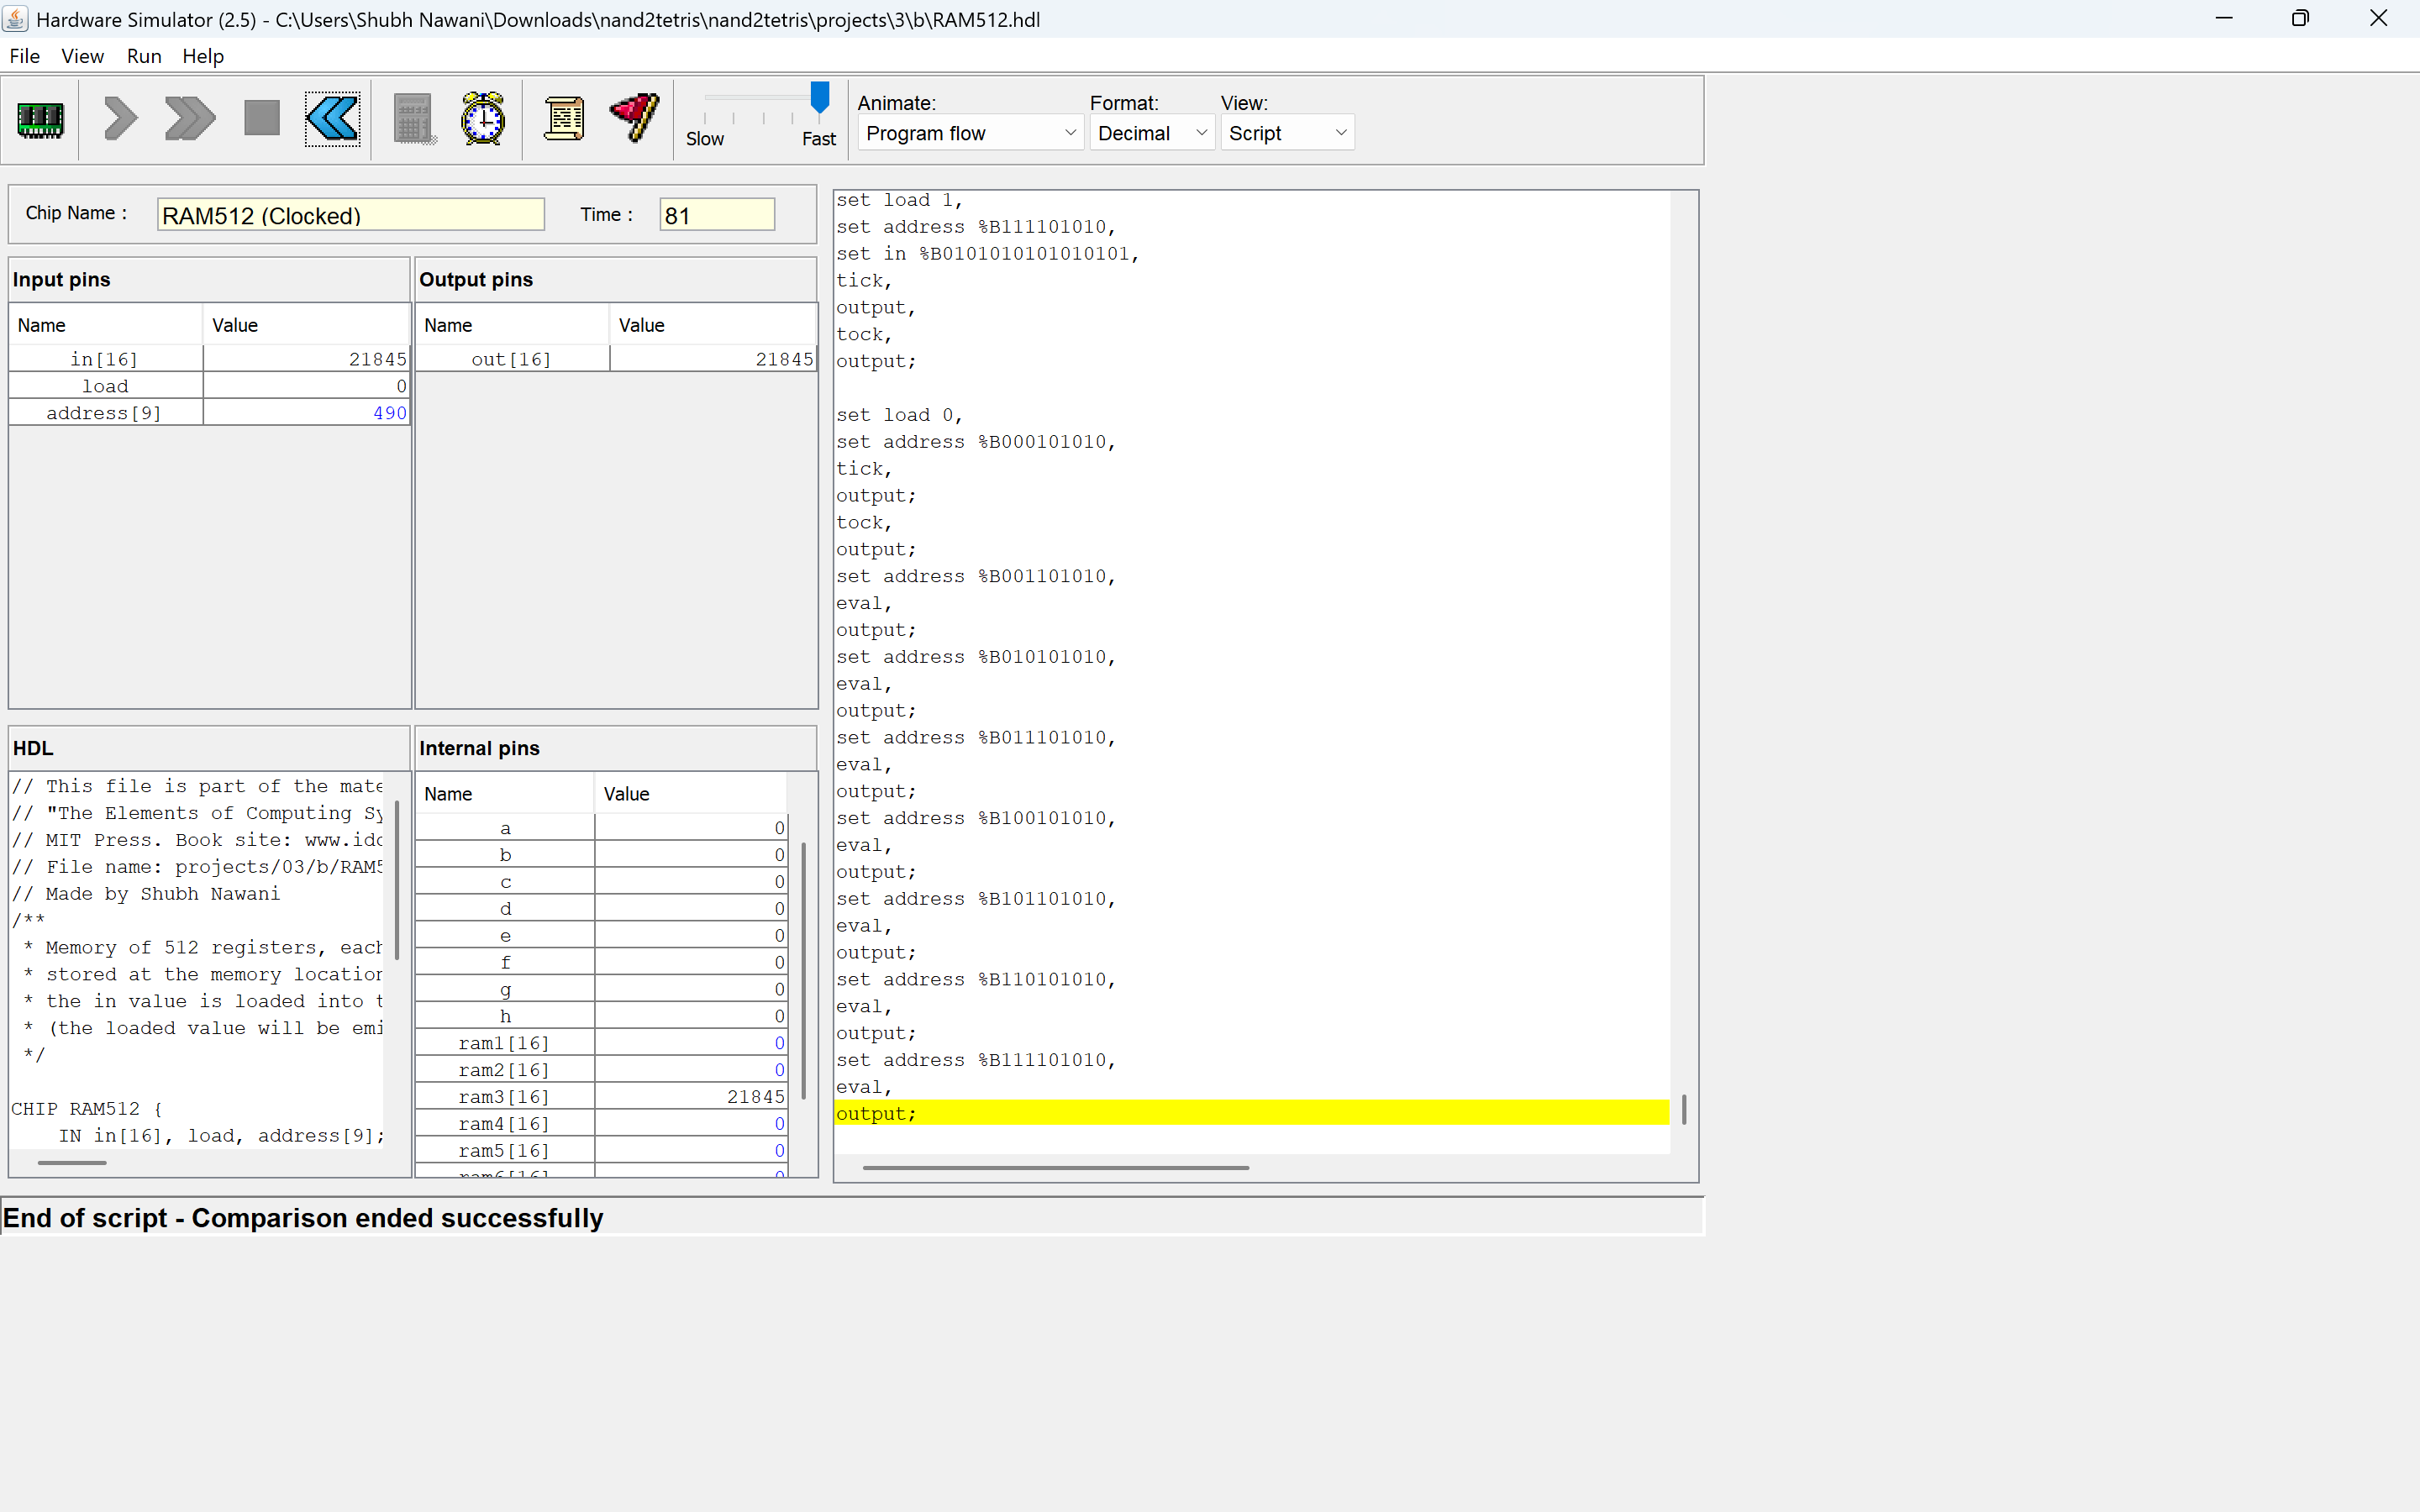 Hardware Simulator (2.5) - C:\Users\Shubh Nawani\Downloads\nand2tetris\nand2tetris\projects\3\b\RAM512.hdl
File View Run Help
Slow Fast
Animate: Format: View:
Program flow Decimal Script
Chip Name : RAM512 (Clocked) Time : 81
Input pins
Name Value
in[16] 21845
load 0
address[9] 490
Output pins
Name Value
out[16] 21845
HDL
// This file is part of the mate
// "The Elements of Computing Sy
// MIT Press. Book site: www.idc
// File name: projects/03/b/RAM5
// Made by Shubh Nawani
/**
* Memory of 512 registers, each
* stored at the memory location
* the in value is loaded into t
* (the loaded value will be emi
*/
CHIP RAM512 {
IN in[16], load, address[9];
Internal pins
Name Value
a 0
b 0
c 0
d 0
e 0
f 0
g 0
h 0
ram1[16] 0
ram2[16] 0
ram3[16] 21845
ram4[16] 0
ram5[16] 0
ram6[16] 0
set load 1,
set address %B111101010,
set in %B0101010101010101,
tick,
output,
tock,
output;
set load 0,
set address %B000101010,
tick,
output;
tock,
output;
set address %B001101010,
eval,
output;
set address %B010101010,
eval,
output;
set address %B011101010,
eval,
output;
set address %B100101010,
eval,
output;
set address %B101101010,
eval,
output;
set address %B110101010,
eval,
output;
set address %B111101010,
eval,
output;
End of script - Comparison ended successfully